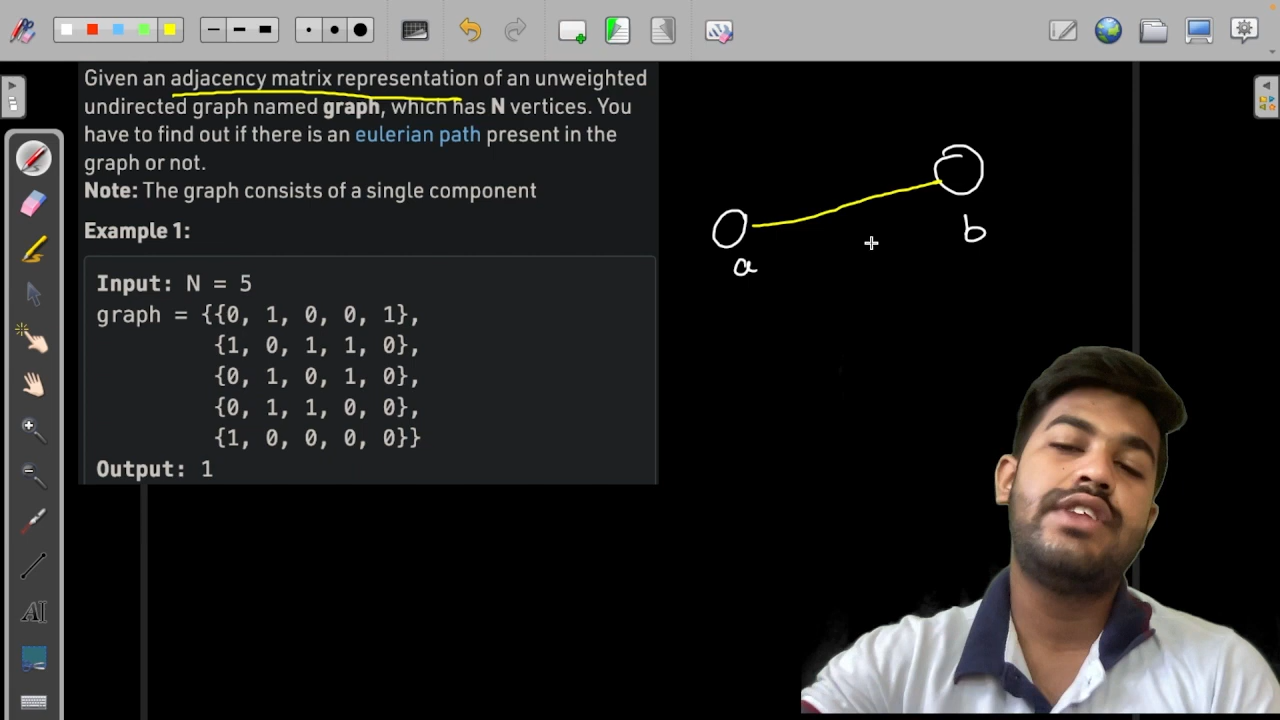 Given an adjacency matrix representation of an unweighted
undirected graph named graph, which has N vertices. You
have to find out if there is an eulerian path present in the
graph or not.
Note: The graph consists of a single component
Example 1:
Input: N = 5
graph = {{0, 1, 0, 0, 1},
{1, 0, 1, 1, 0},
{0, 1, 0, 1, 0},
{0, 1, 1, 0, 0},
{1, 0, 0, 0, 0}}
Output: 1
a
b
AI